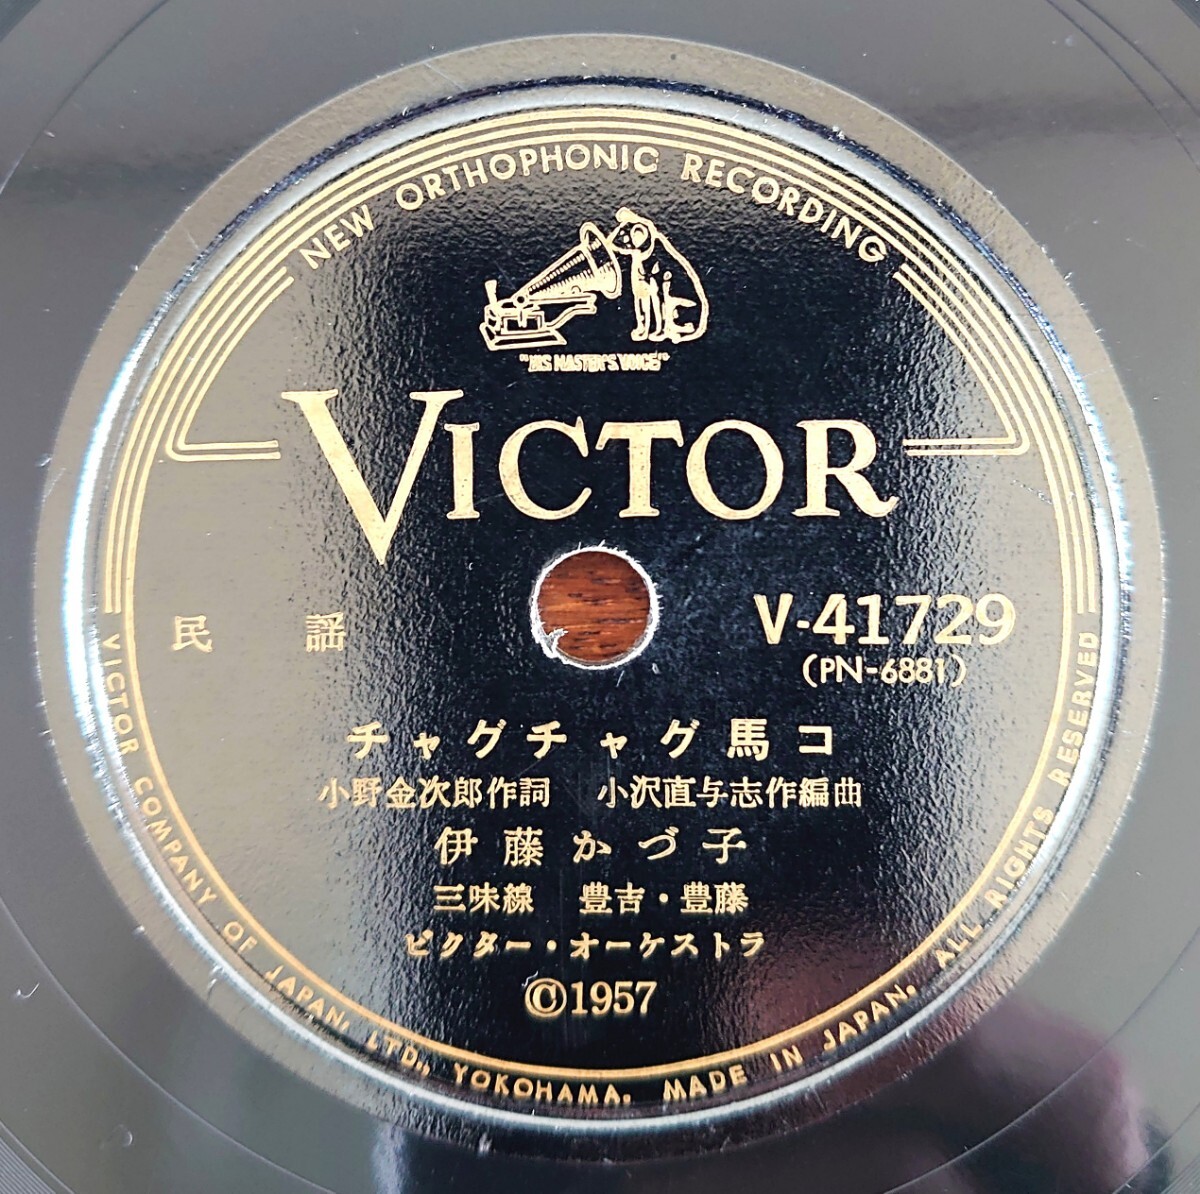 NEW ORTHOPHONIC RECORDING
"HIS MASTER'S VOICE"
VICTOR
民謡
V-41729
(PN-6881)
チャグチャグ馬コ
小野金次郎作詞 小沢直与志作編曲
伊藤かづ子
三味線 豊吉・豊藤
ビクター・オーケストラ
©1957
VICTOR COMPANY OF JAPAN, LTD., YOKOHAMA. MADE IN JAPAN. ALL RIGHTS RESERVED